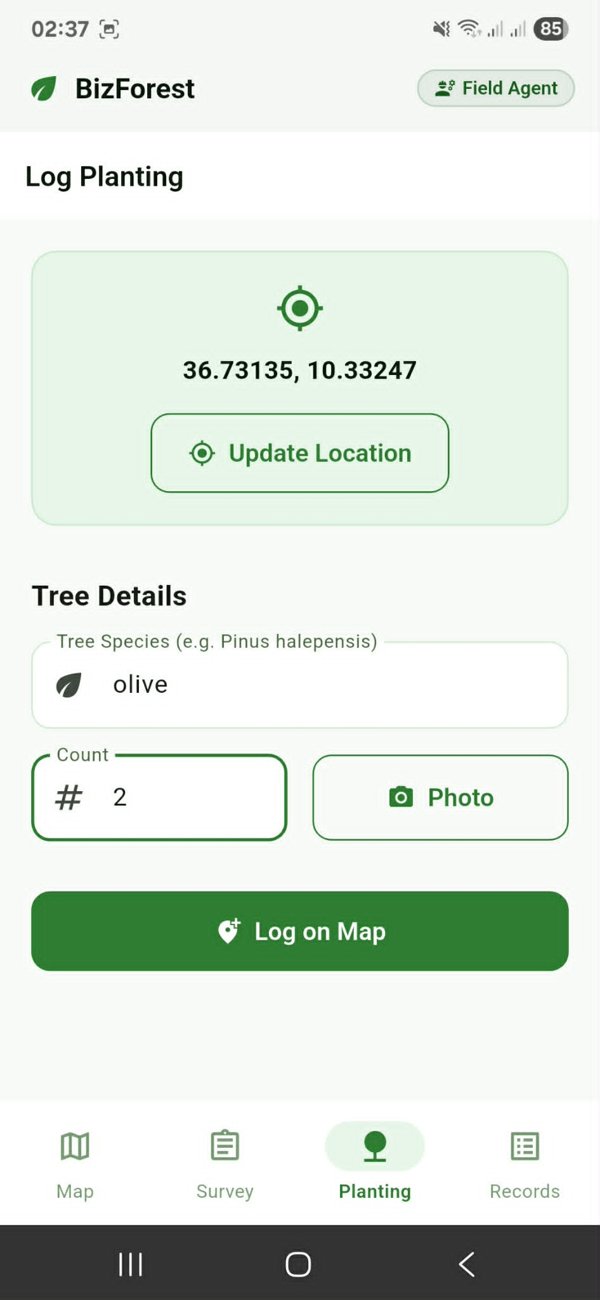 02:37
85
BizForest
Field Agent
Log Planting
36.73135, 10.33247
Update Location
Tree Details
Tree Species (e.g. Pinus halepensis)
olive
Count
# 2
Photo
Log on Map
Map Survey Planting Records